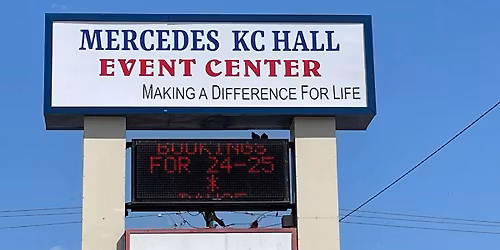 MERCEDES KC HALL
EVENT CENTER
MAKING A DIFFERENCE FOR LIFE
BOOKINGS
FOR 24-25
*